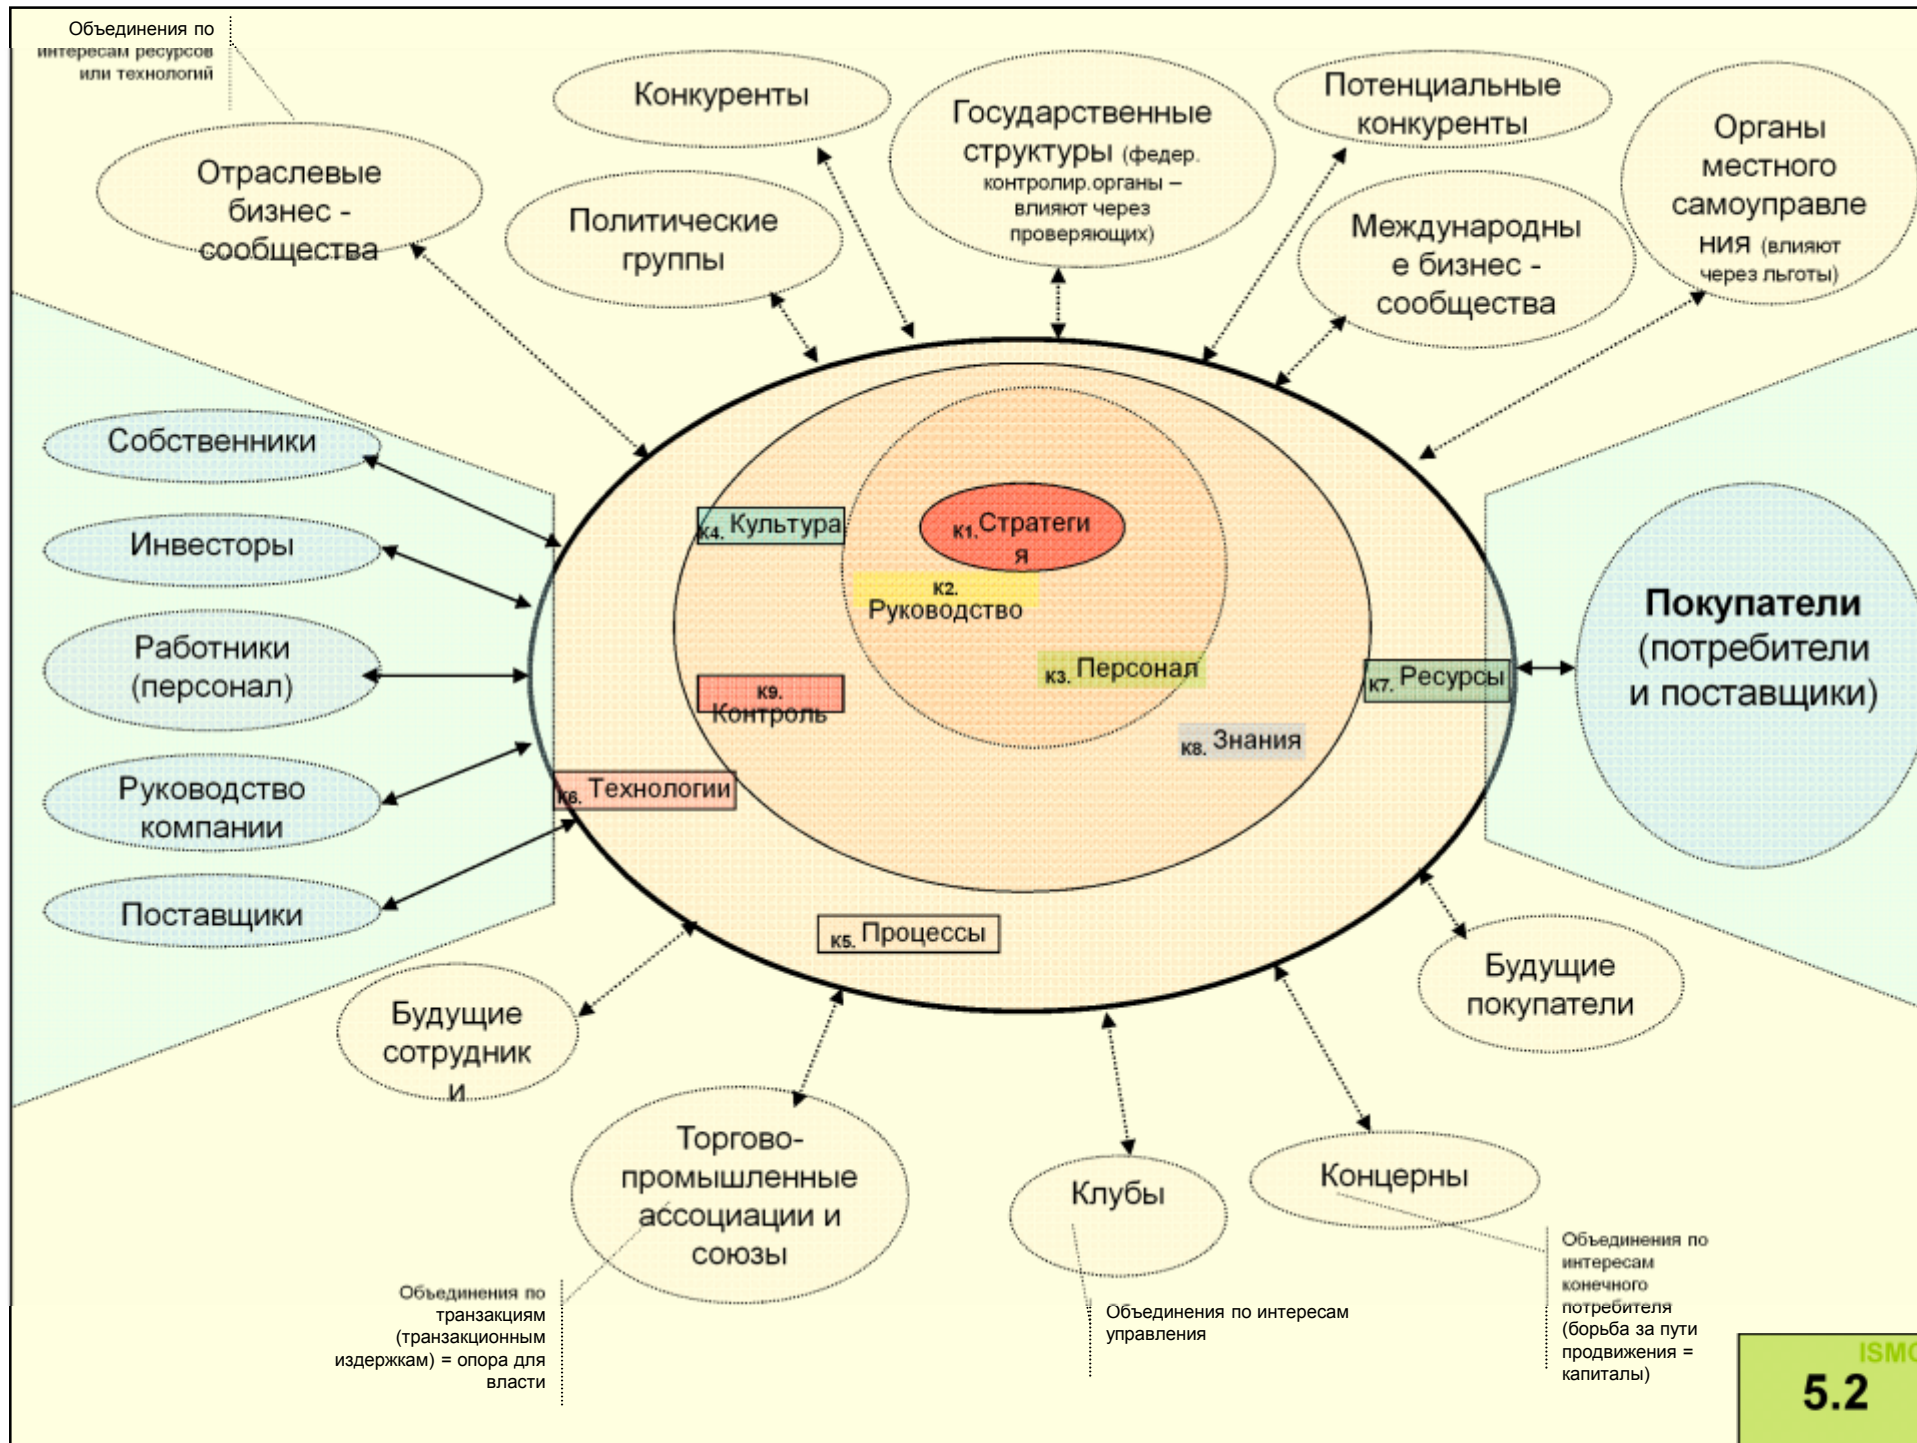 Объединения по
интересам ресурсов
или технологий
Конкуренты
Государственные
структуры (федер.
контролир.органы –
влияют через
проверяющих)
Потенциальные
конкуренты
Органы
местного
самоуправле
ния (влияют
через льготы)
Отраслевые
бизнес -
сообщества
Политические
группы
Международны
е бизнес -
сообщества
Собственники
Инвесторы
Работники
(персонал)
Руководство
компании
Поставщики
К4. Культура
К1. Стратеги
я
К2.
Руководство
К3. Персонал
К9.
Контроль
К7. Ресурсы
К8. Знания
К6. Технологии
К5. Процессы
Покупатели
(потребители
и поставщики)
Будущие
сотрудник
и
Будущие
покупатели
Торгово-
промышленные
ассоциации и
союзы
Клубы
Концерны
Объединения по
транзакциям
(транзакционным
издержкам) = опора для
власти
Объединения по интересам
управления
Объединения по
интересам
конечного
потребителя
(борьба за пути
продвижения =
капиталы)
5.2